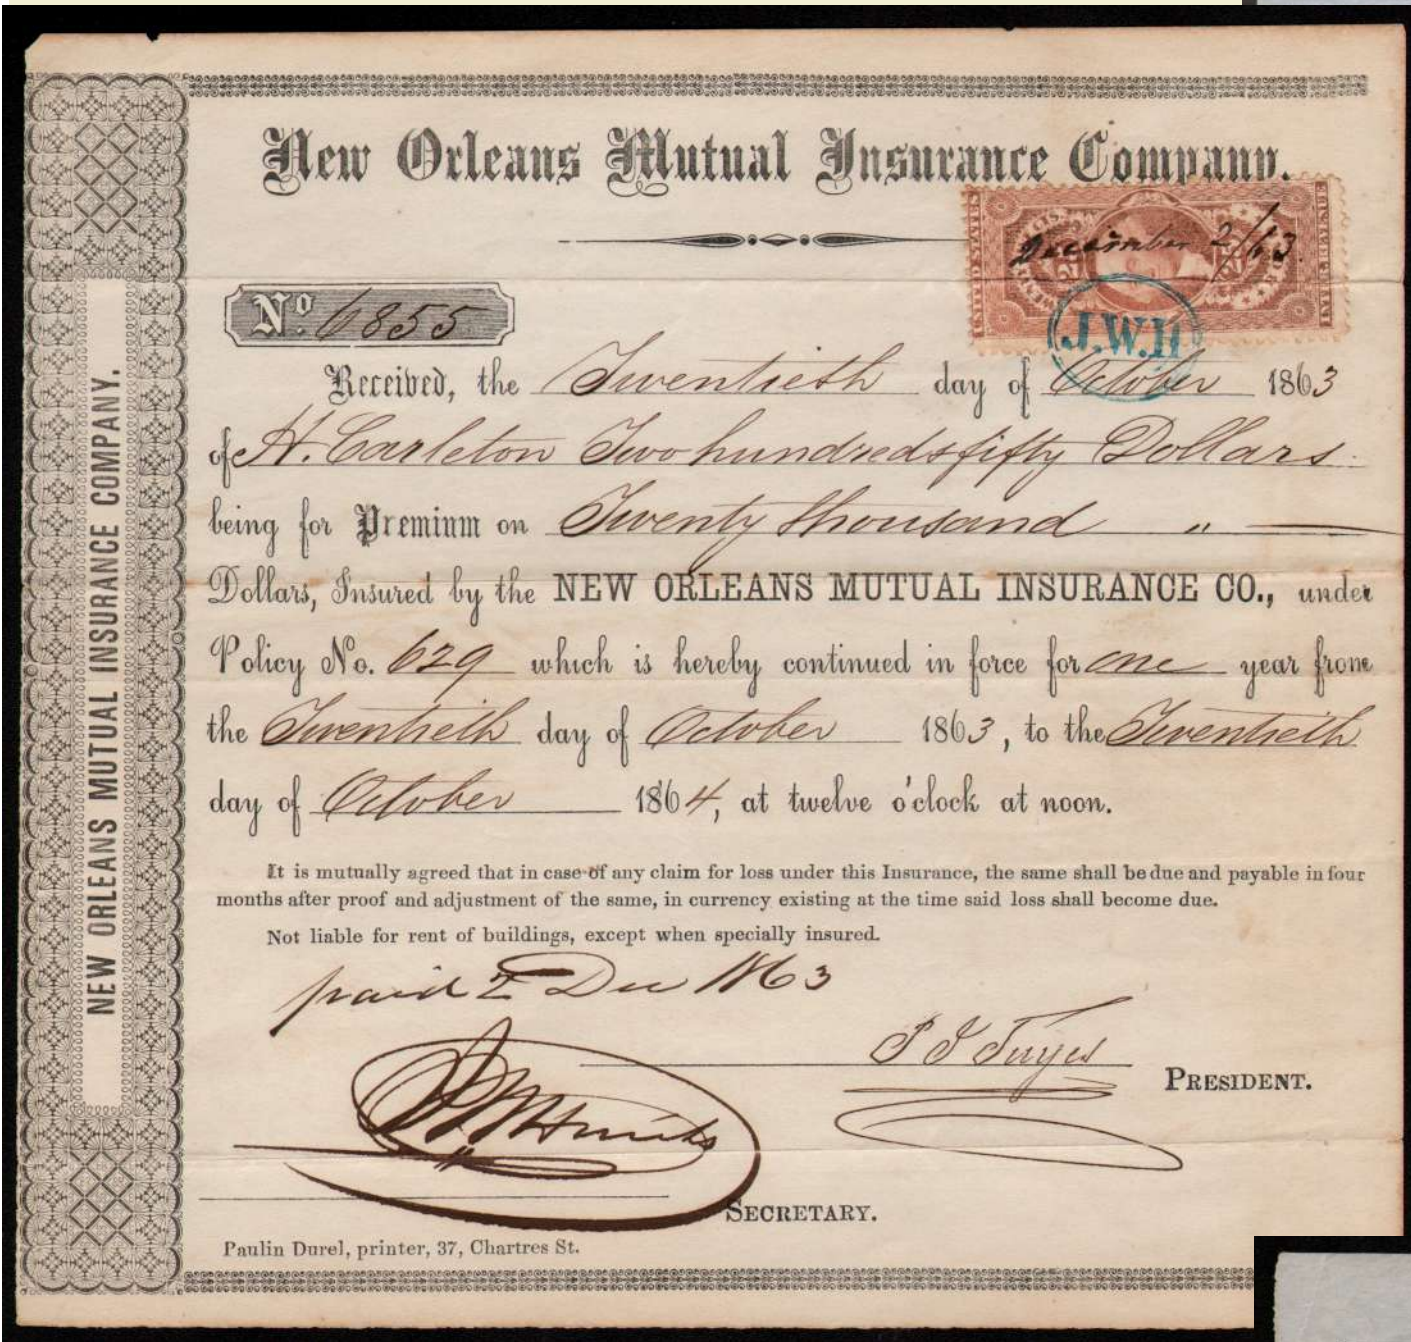 New Orleans Mutual Insurance Company.
December 2/63.
No. 6855
J.W.H
Received, the Twentieth day of October 1863
of H. Carleton Two hundred & fifty Dollars
being for Premium on Twenty thousand "
Dollars, Insured by the NEW ORLEANS MUTUAL INSURANCE CO., under
Policy No. 629 which is hereby continued in force for one year from
the Twentieth day of October 1863, to the Twentieth
day of October 1864, at twelve o'clock at noon.
It is mutually agreed that in case of any claim for loss under this Insurance, the same shall be due and payable in four
months after proof and adjustment of the same, in currency existing at the time said loss shall become due.
Not liable for rent of buildings, except when specially insured.
paid 2 Dec 1863
PRESIDENT.
SECRETARY.
Paulin Durel, printer, 37, Chartres St.
NEW ORLEANS MUTUAL INSURANCE COMPANY.